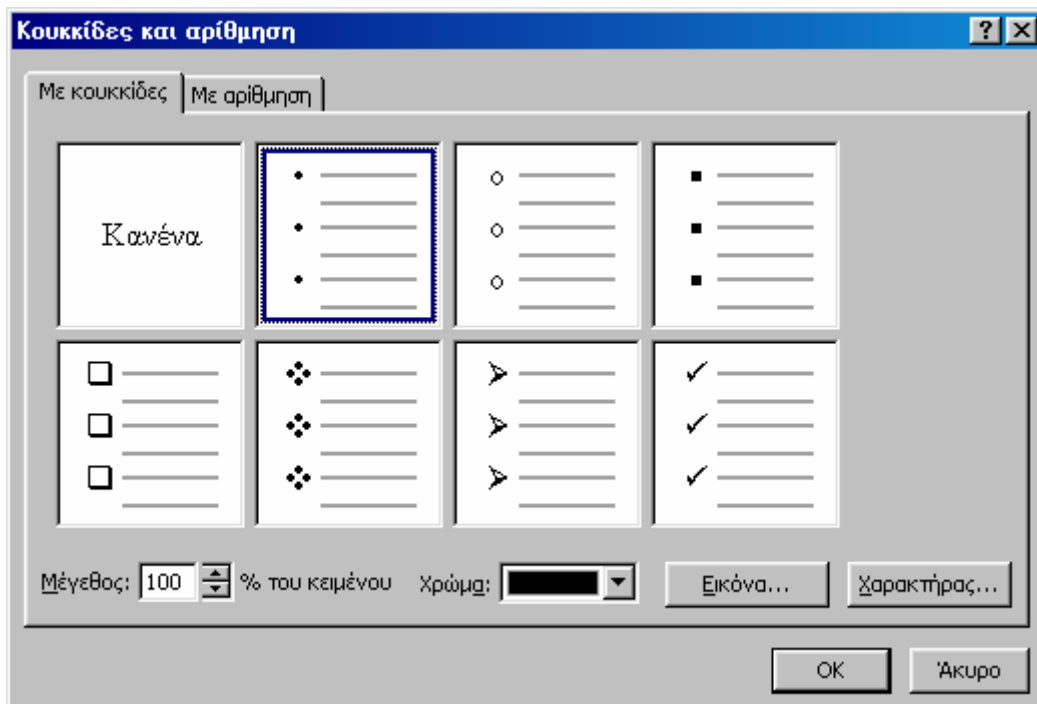 Κουκκίδες και αρίθμηση
Με κουκκίδες Με αρίθμηση
Κανένα
Μέγεθος: 100 % του κειμένου Χρώμα: Εικόνα... Χαρακτήρας...
OK Άκυρο